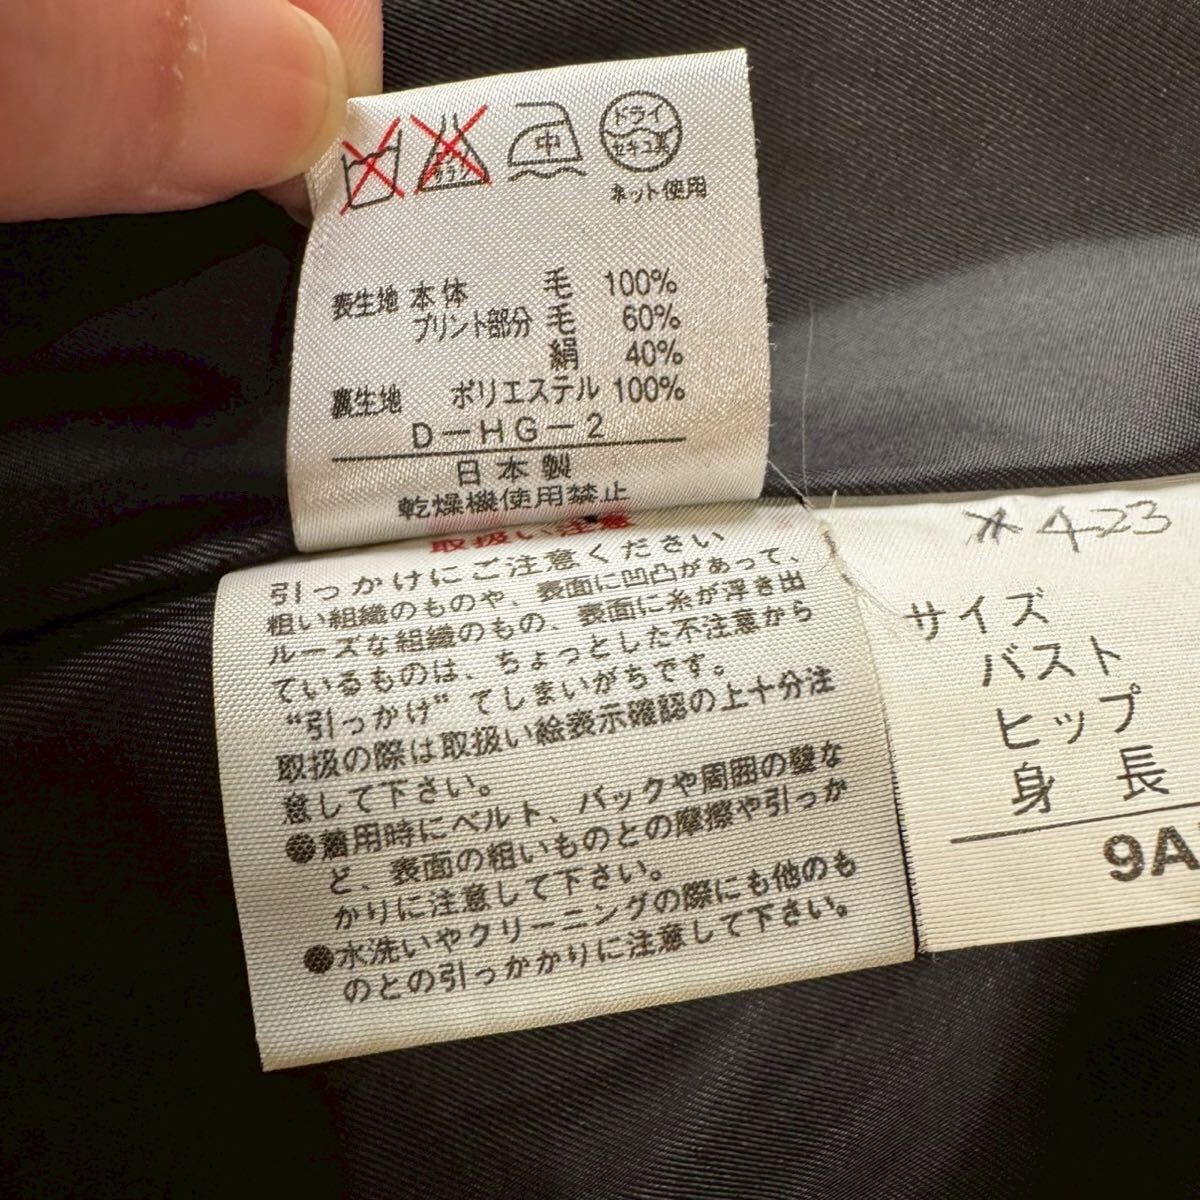 エンソサラシ
中
ドライ
セキユ系
ネット使用
表生地 本体 毛 100%
プリント部分 毛 60%
絹 40%
裏生地 ポリエステル 100%
D-HG-2
日本製
乾燥機使用禁止
取扱い注意
引っかけにご注意ください
粗い組織のものや、表面に凹凸があって、
ルーズな組織のもの、表面に糸が浮き出
ているものは、ちょっとした不注意から
"引っかけ"てしまいがちです。
取扱の際は取扱い絵表示確認の上十分注
意して下さい。
●着用時にベルト、バックや周囲の壁な
ど、表面の粗いものとの摩擦や引っか
かりに注意して下さい。
●水洗いやクリーニングの際にも他のも
のとの引っかかりに注意して下さい。
4-23
サイズ
バスト
ヒップ
身長
9A